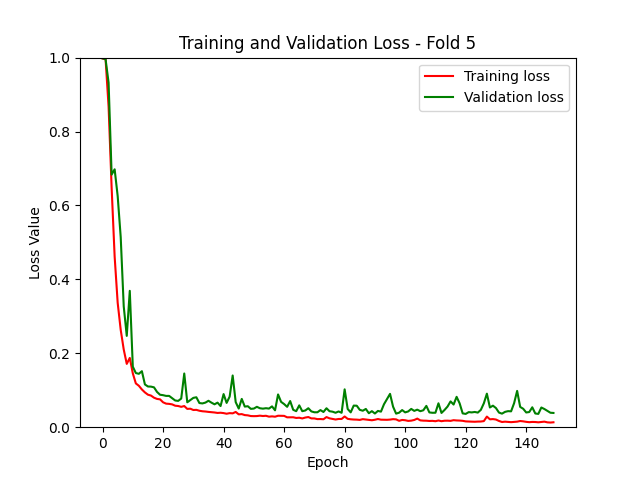 Training and Validation Loss - Fold 5
Training loss
Validation loss
Loss Value
1.0
0.8
0.6
0.4
0.2
0.0
0 20 40 60 80 100 120 140
Epoch